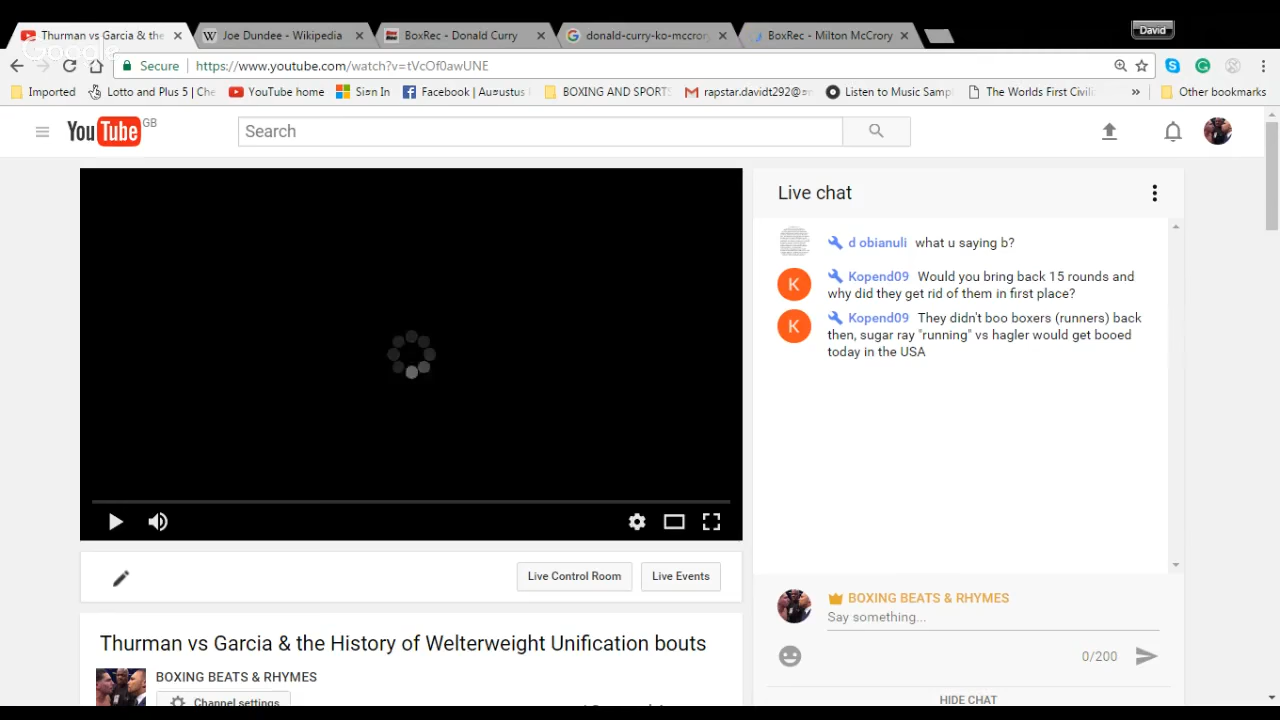 David
Thurman vs Garcia & the
Joe Dundee - Wikipedia
BoxRec - Donald Curry
donald-curry-ko-mccrory
BoxRec - Milton McCrory
Google
Secure
https://www.youtube.com/watch?v=tVcOf0awUNE
Imported
Lotto and Plus 5 | Che
YouTube home
Sign In
Facebook | Augustus
BOXING AND SPORTS
rapstar.davidt292@
Listen to Music Samp
The Worlds First Civiliz
»
Other bookmarks
YouTube GB
Search
Live chat
d obianuli what u saying b?
Kopend09 Would you bring back 15 rounds and
why did they get rid of them in first place?
Kopend09 They didn't boo boxers (runners) back
then, sugar ray "running" vs hagler would get booed
today in the USA
K
K
Live Control Room
Live Events
BOXING BEATS & RHYMES
Say something...
0/200
HIDE CHAT
Thurman vs Garcia & the History of Welterweight Unification bouts
BOXING BEATS & RHYMES
Channel settings